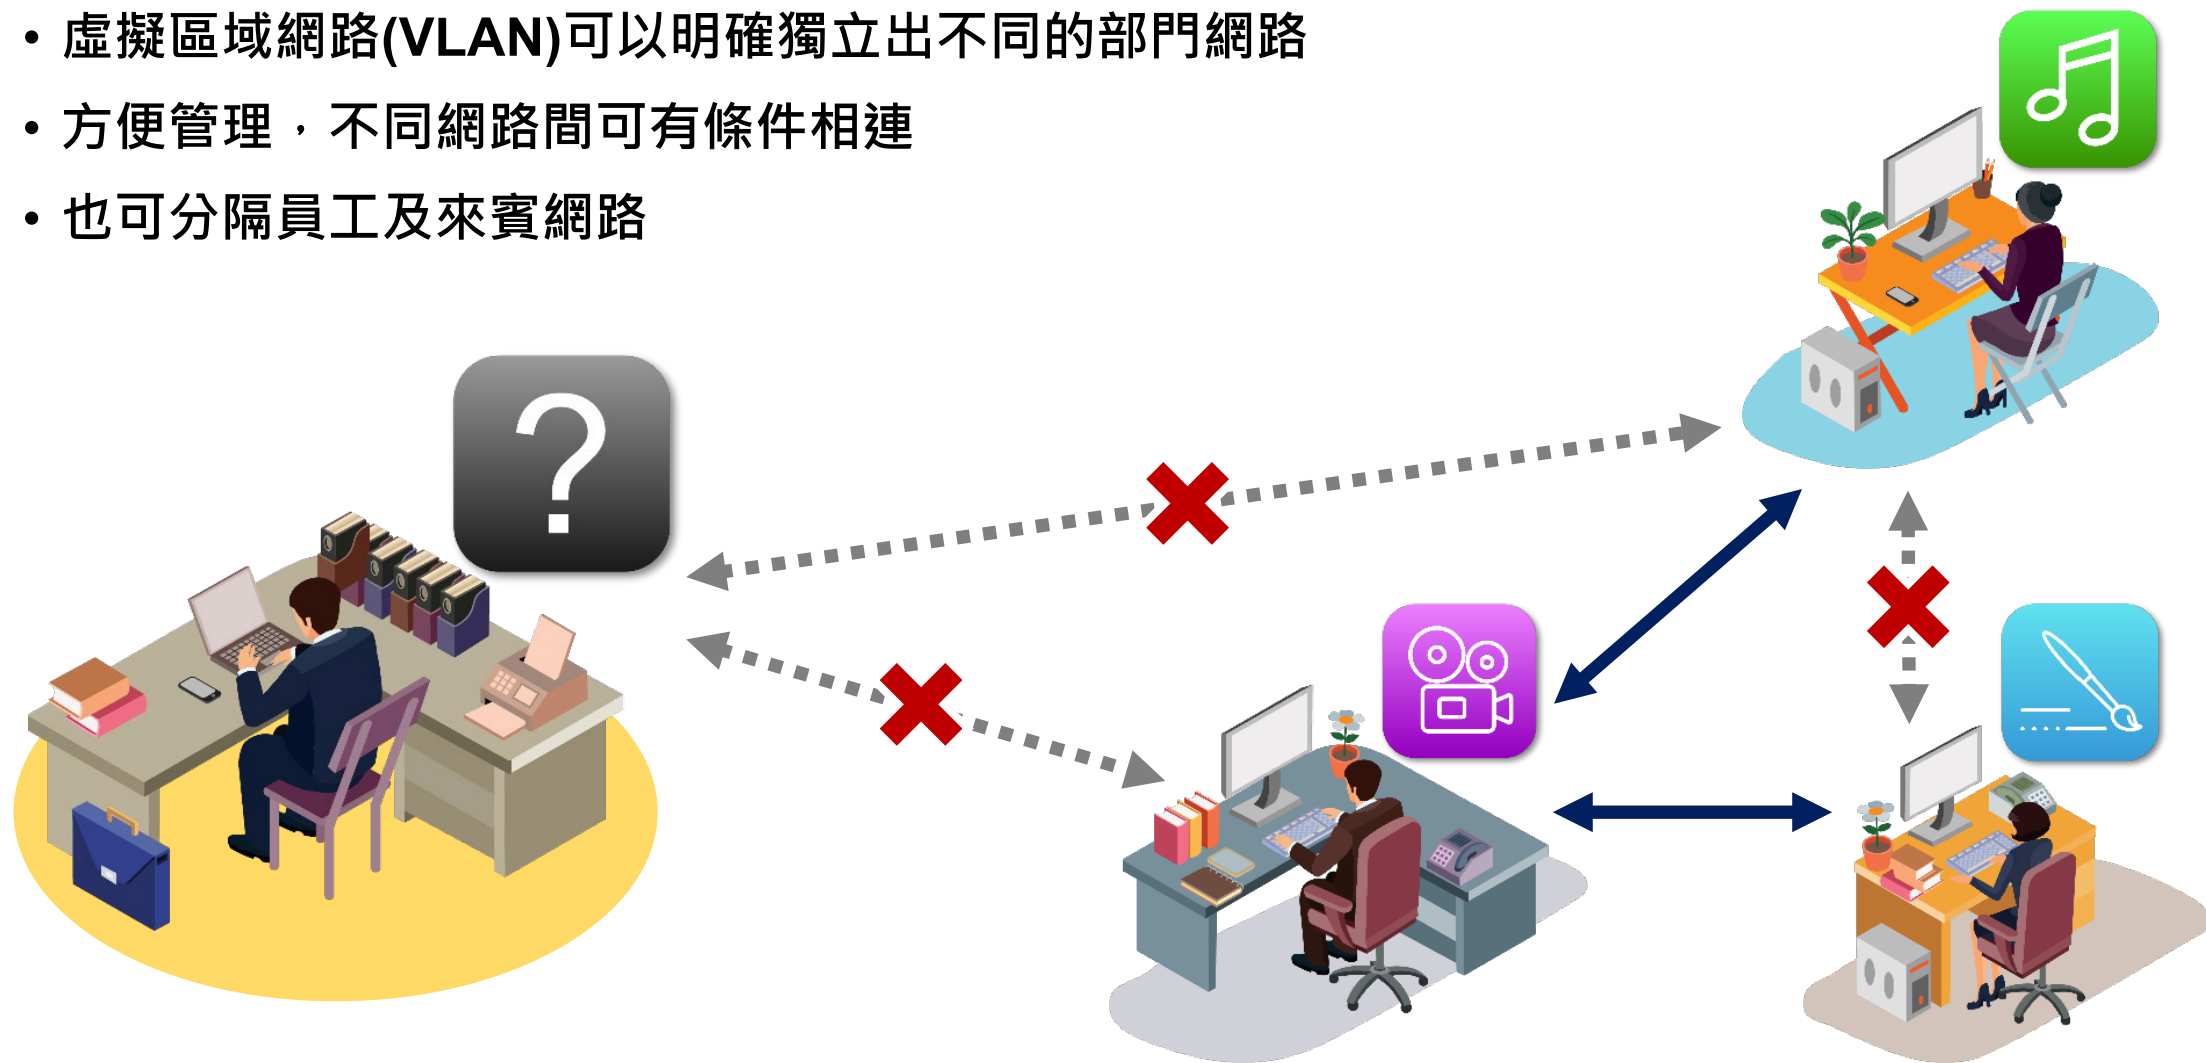 • 虛擬區域網路(VLAN)可以明確獨立出不同的部門網路
• 方便管理，不同網路間可有條件相連
• 也可分隔員工及來賓網路
?